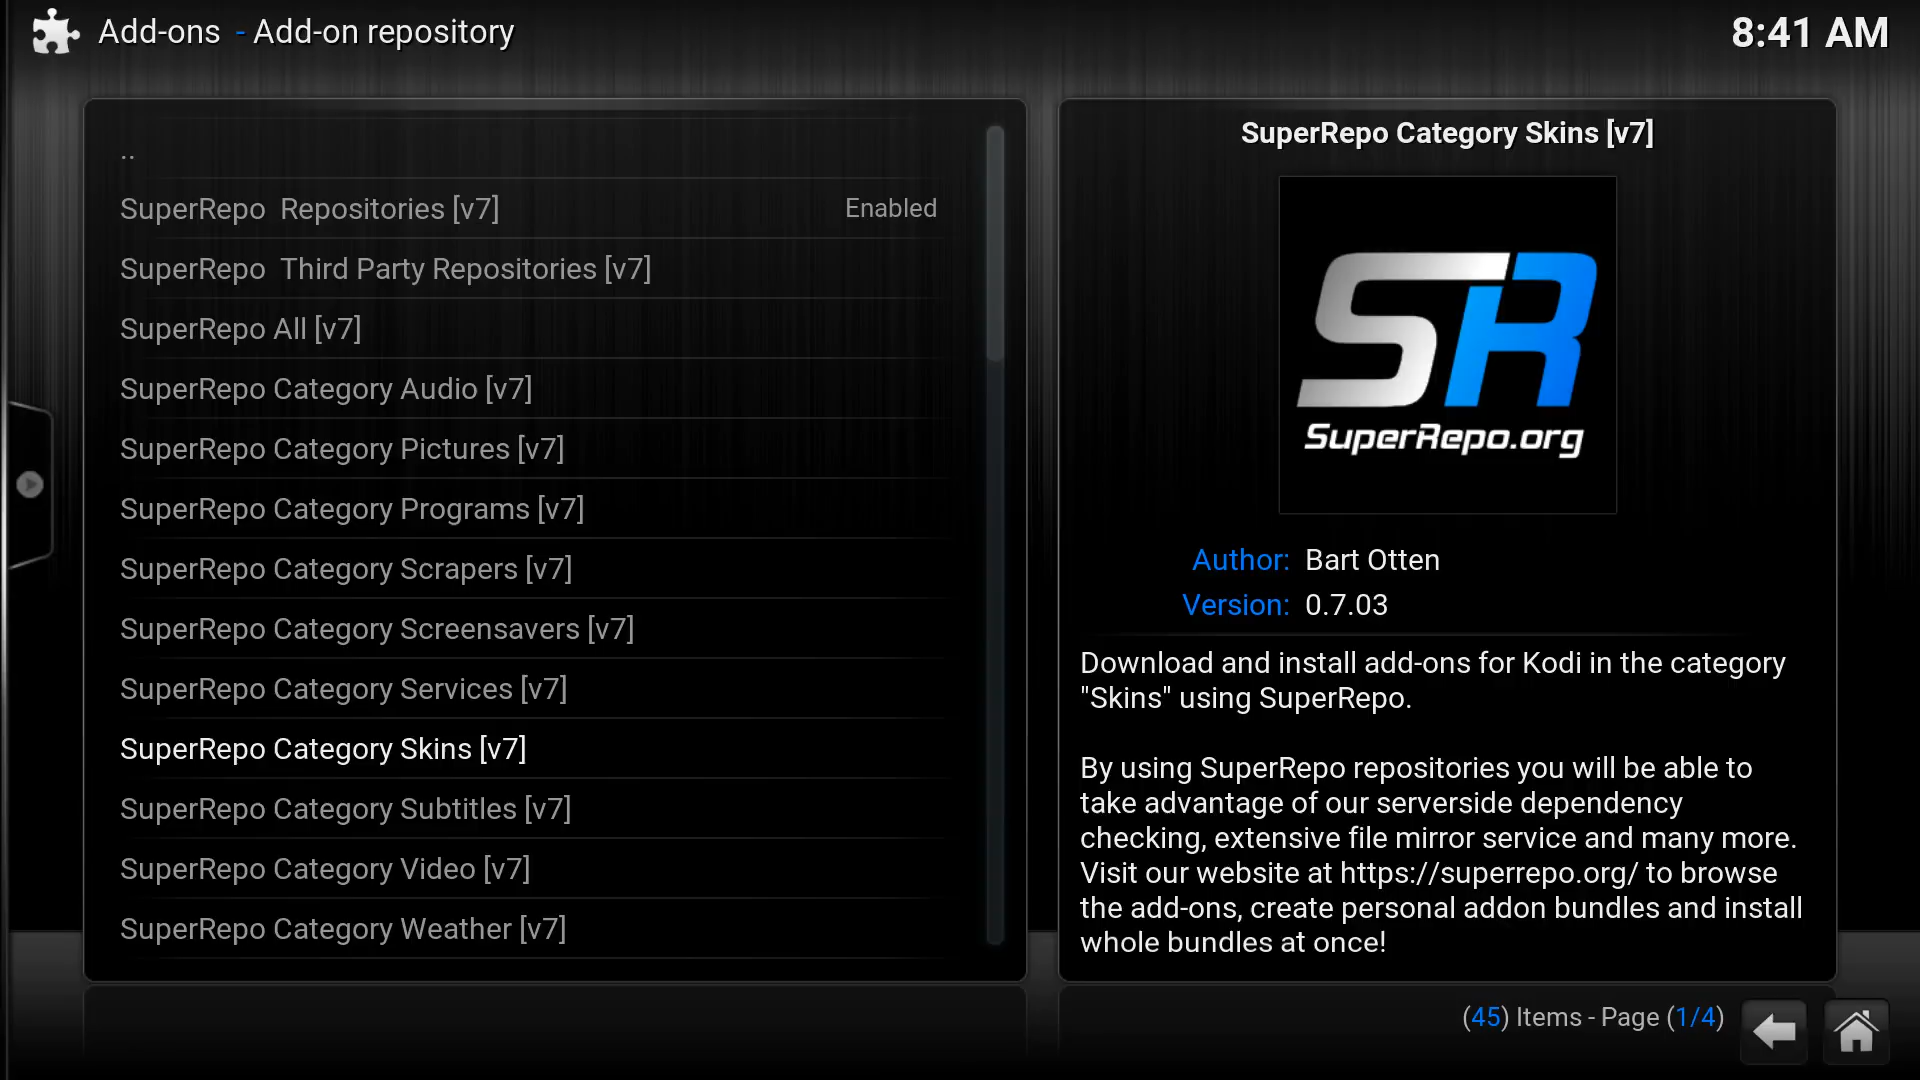 Add-ons - Add-on repository
8:41 AM
..
SuperRepo Repositories [v7] Enabled
SuperRepo Third Party Repositories [v7]
SuperRepo All [v7]
SuperRepo Category Audio [v7]
SuperRepo Category Pictures [v7]
SuperRepo Category Programs [v7]
SuperRepo Category Scrapers [v7]
SuperRepo Category Screensavers [v7]
SuperRepo Category Services [v7]
SuperRepo Category Skins [v7]
SuperRepo Category Subtitles [v7]
SuperRepo Category Video [v7]
SuperRepo Category Weather [v7]
SuperRepo Category Skins [v7]
SR
SuperRepo.org
Author: Bart Otten
Version: 0.7.03
Download and install add-ons for Kodi in the category
"Skins" using SuperRepo.
By using SuperRepo repositories you will be able to
take advantage of our serverside dependency
checking, extensive file mirror service and many more.
Visit our website at https://superrepo.org/ to browse
the add-ons, create personal addon bundles and install
whole bundles at once!
(45) Items - Page (1/4)